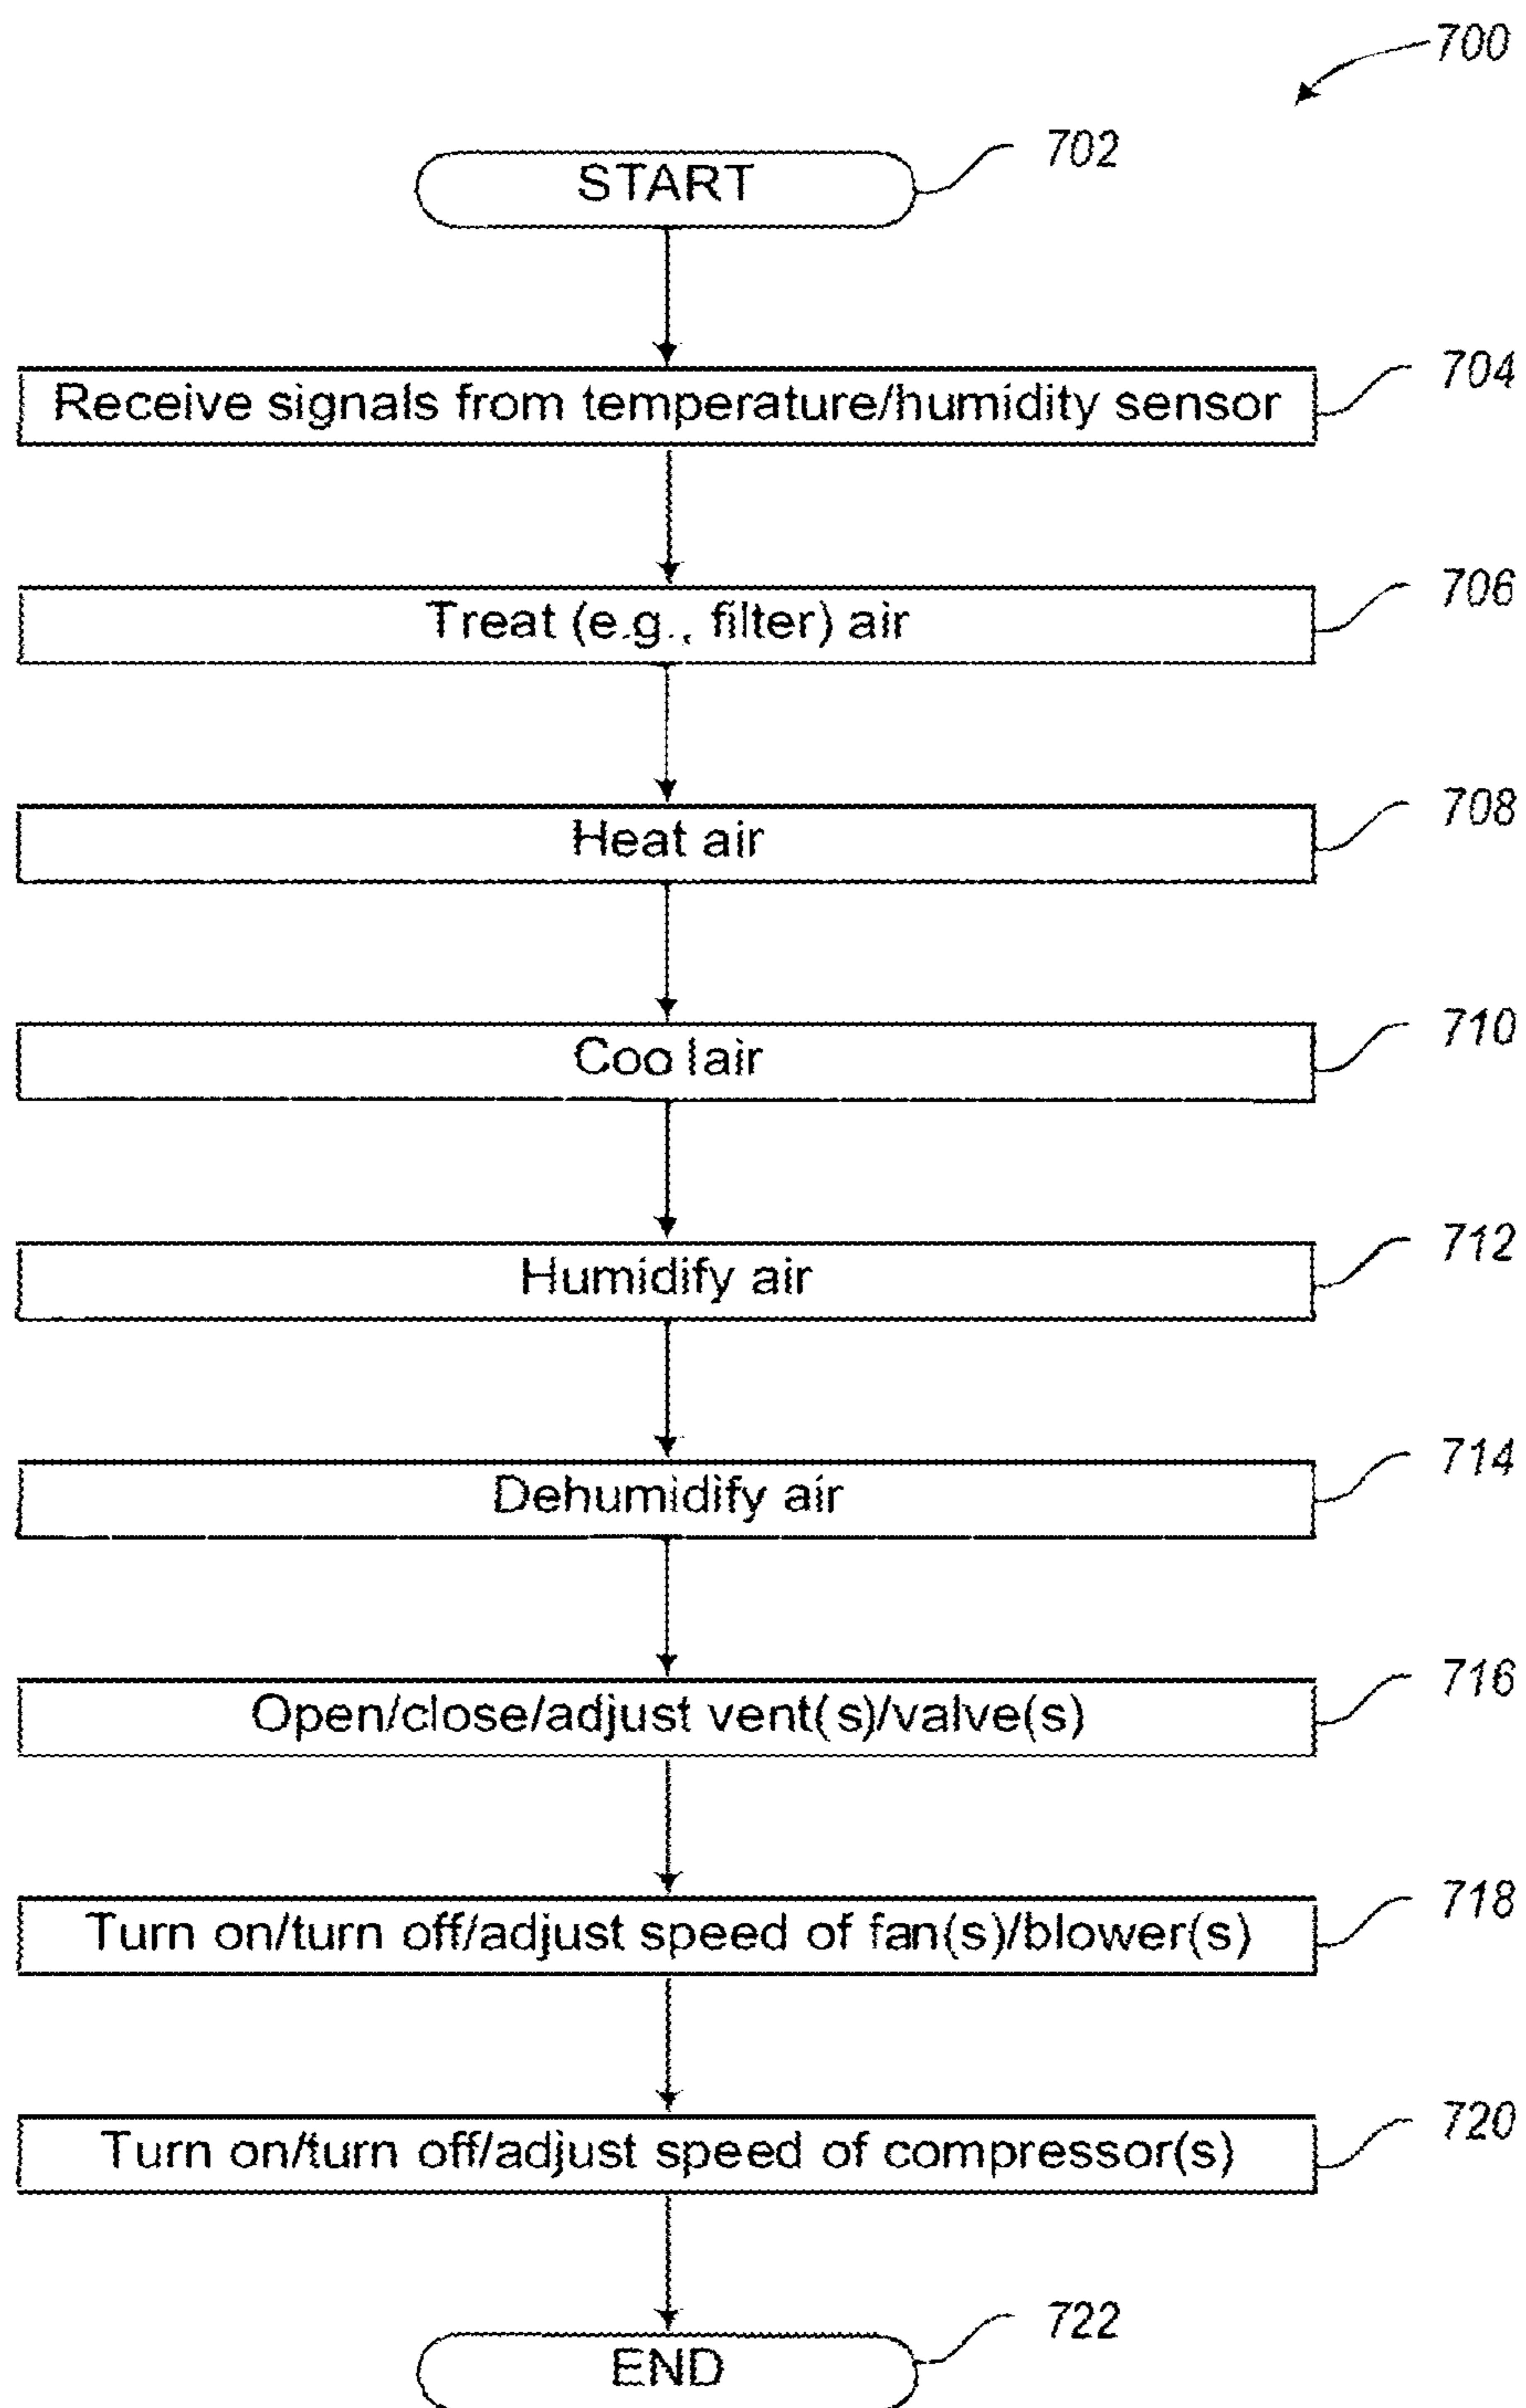 700
START 702
Receive signals from temperature/humidity sensor 704
Treat (e.g., filter) air 706
Heat air 708
Coo lair 710
Humidify air 712
Dehumidify air 714
Open/close/adjust vent(s)/valve(s) 716
Turn on/turn off/adjust speed of fan(s)/blower(s) 718
Turn on/turn off/adjust speed of compressor(s) 720
END 722